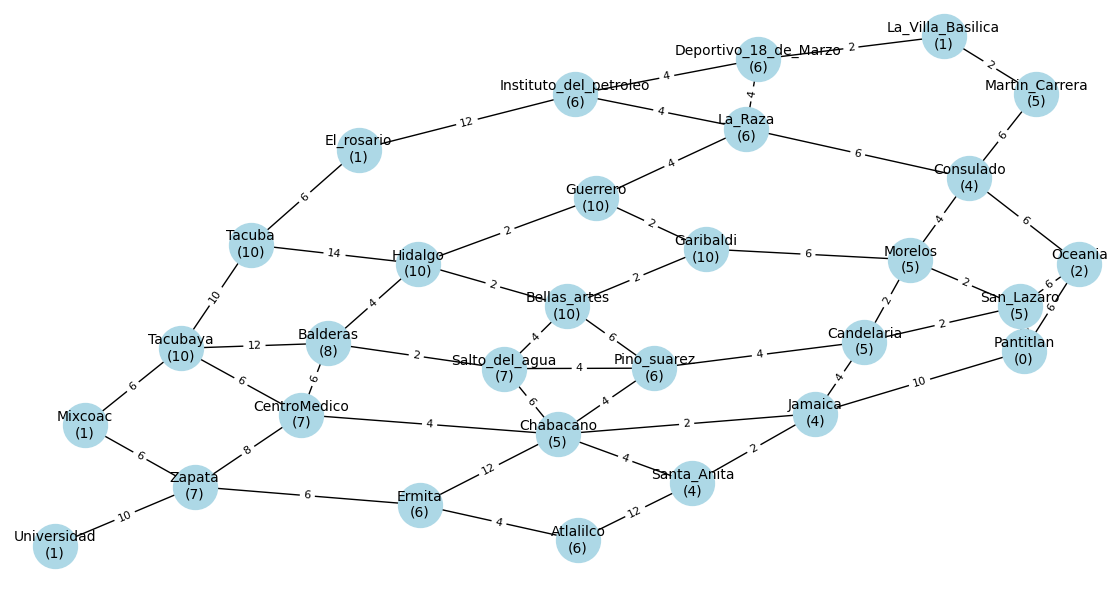 La_Villa_Basilica
(1)
2
Deportivo_18_de_Marzo
(6)
2
Martin_Carrera
(5)
4
Instituto_del_petroleo
(6)
4
4
La_Raza
(6)
12
El_rosario
(1)
6
6
Consulado
(4)
4
Guerrero
(10)
6
2
2
4
6
Tacuba
(10)
14
Hidalgo
(10)
Garibaldi
(10)
6
Morelos
(5)
Oceania
(2)
2
2
2
6
10
4
Bellas_artes
(10)
San_Lazaro
(5)
2
6
2
Tacubaya
(10)
12
Balderas
(8)
4
6
Candelaria
(5)
Pantitlan
(0)
2
4
Salto_del_agua
(7)
4
Pino_suarez
(6)
6
6
6
4
10
6
4
CentroMedico
(7)
Jamaica
(4)
Mixcoac
(1)
4
Chabacano
(5)
2
6
8
4
2
12
Zapata
(7)
Santa_Anita
(4)
6
Ermita
(6)
10
4
12
Universidad
(1)
Atlalilco
(6)